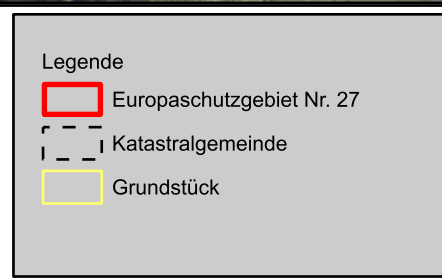 Legende
Europaschutzgebiet Nr. 27
Katastralgemeinde
Grundstück